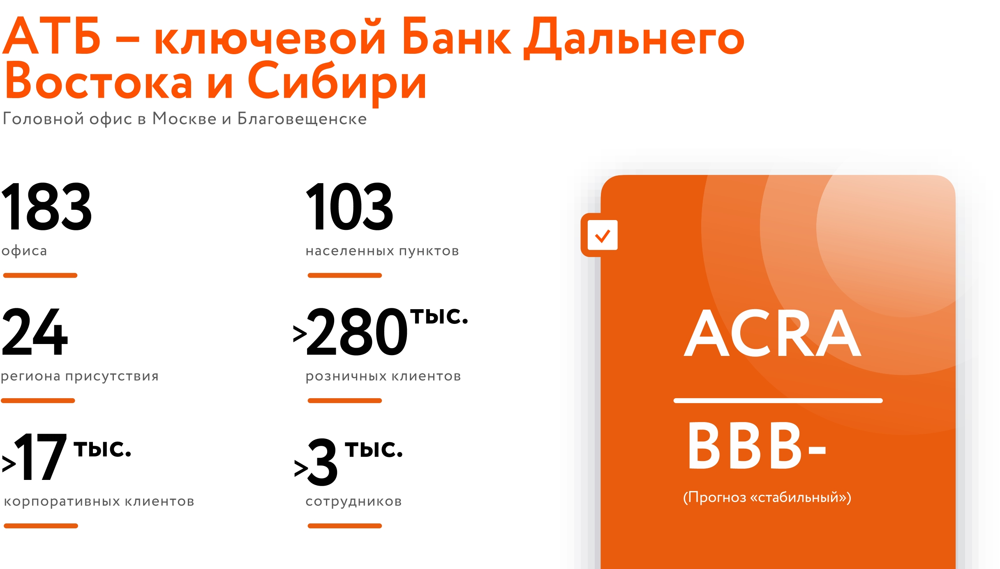 АТБ – ключевой Банк Дальнего
Востока и Сибири
Головной офис в Москве и Благовещенске
183
офиса
103
населенных пунктов
24
региона присутствия
>280 тыс.
розничных клиентов
>17 тыс.
корпоративных клиентов
>3 тыс.
сотрудников
ACRA
BBB-
(Прогноз «стабильный»)